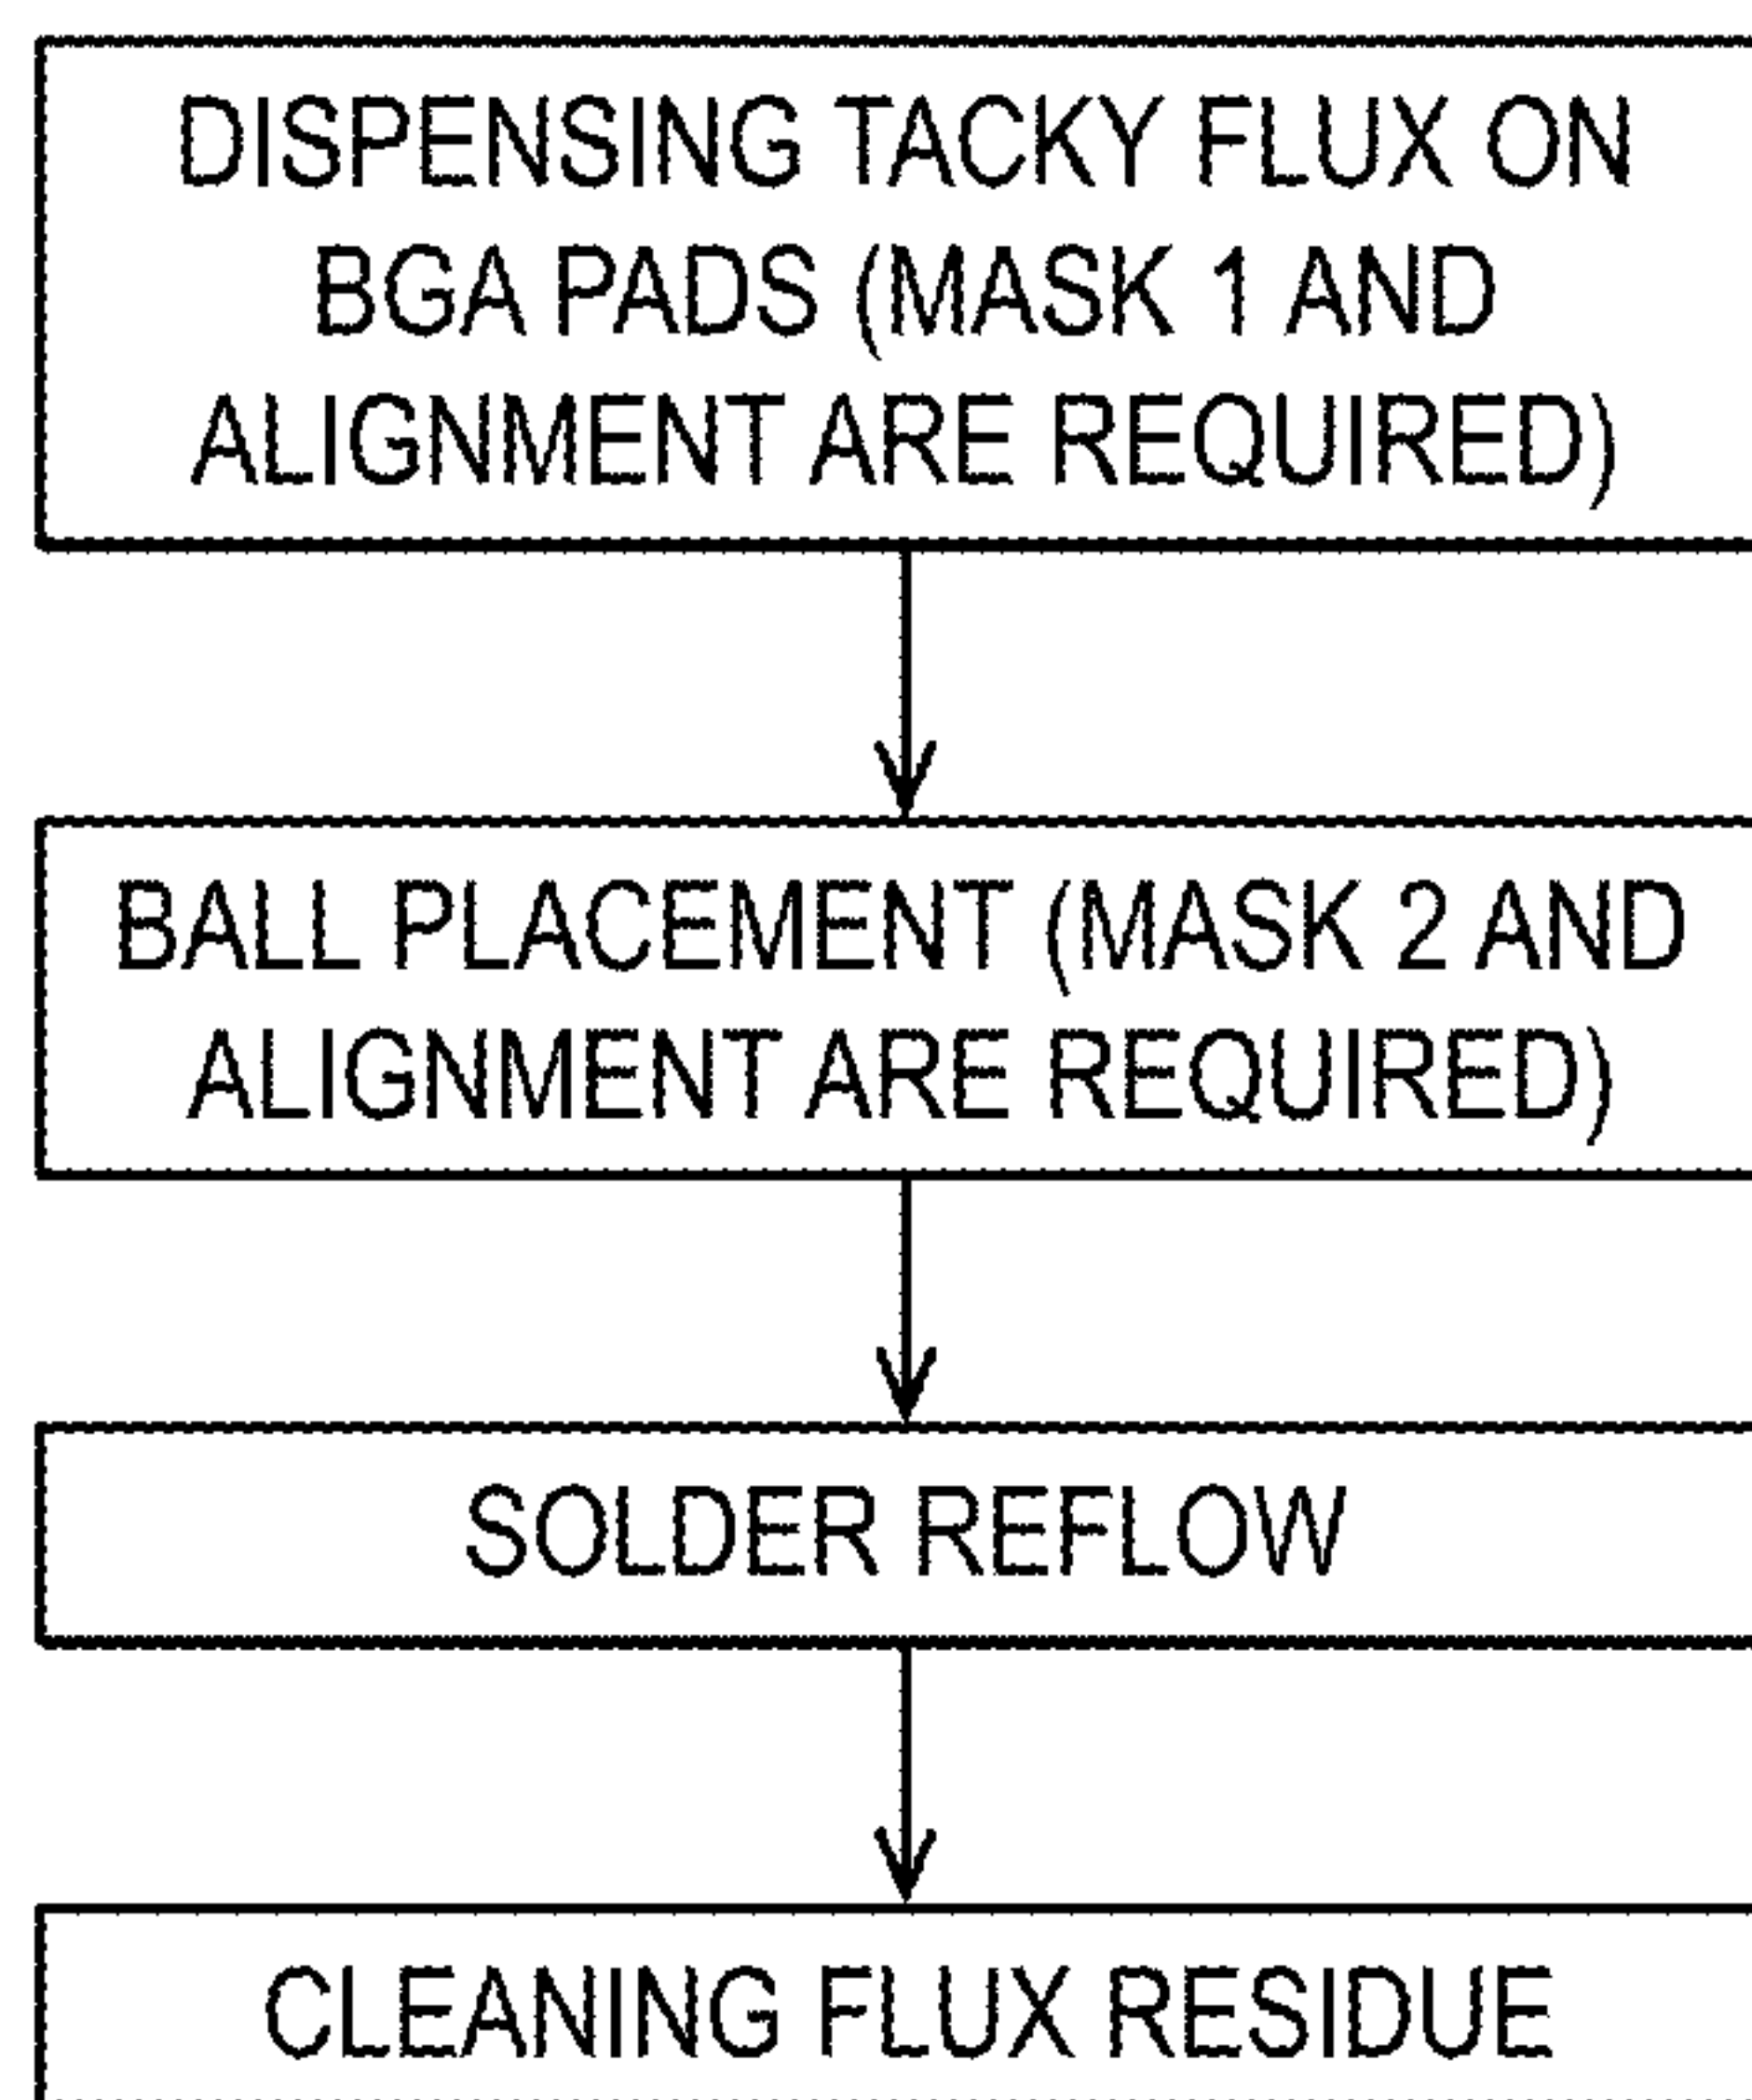 DISPENSING TACKY FLUX ON
BGA PADS (MASK 1 AND
ALIGNMENT ARE REQUIRED)
BALL PLACEMENT (MASK 2 AND
ALIGNMENT ARE REQUIRED)
SOLDER REFLOW
CLEANING FLUX RESIDUE